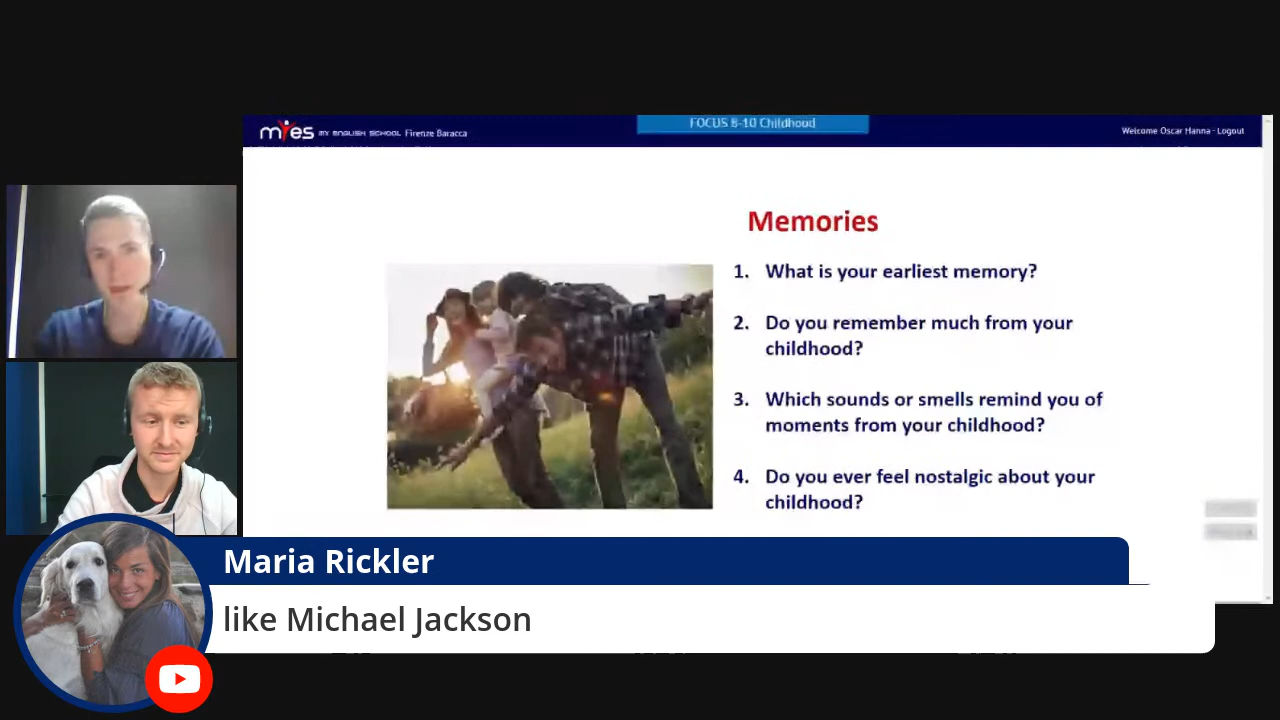 myes MY ENGLISH SCHOOL Firenze Baracca
FOCUS 8-10 Childhood
Welcome Oscar Hanna - Logout
Memories
1. What is your earliest memory?
2. Do you remember much from your
childhood?
3. Which sounds or smells remind you of
moments from your childhood?
4. Do you ever feel nostalgic about your
childhood?
Maria Rickler
like Michael Jackson